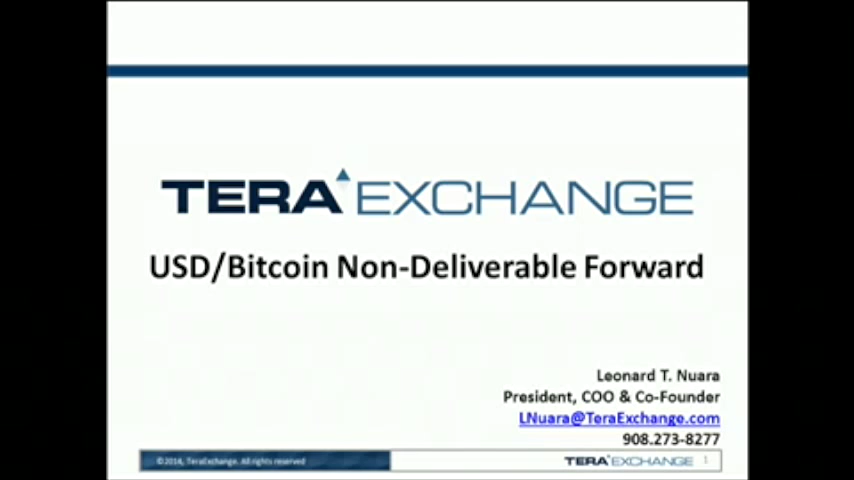 TERA EXCHANGE
USD/Bitcoin Non-Deliverable Forward
Leonard T. Nuara
President, COO & Co-Founder
LNuara@TeraExchange.com
908.273-8277
©2014, TeraExchange. All rights reserved
TERA EXCHANGE 1